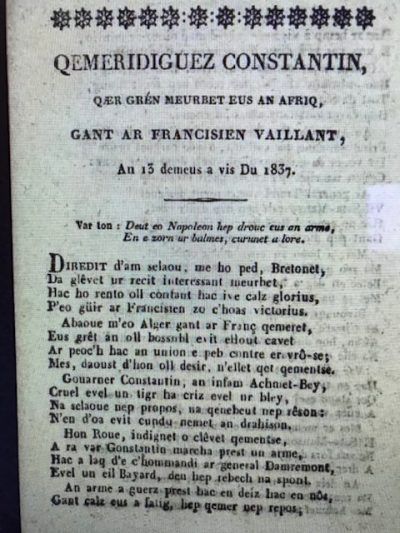 QEMERIDIGUEZ CONSTANTIN,
QÆR GRÉN MEURBET EUS AN AFRIQ,
GANT AR FRANCISIEN VAILLANT,
An 13 demeus a vis Du 1837.
Var ton : Deut eo Napoleon hep drouc eus an arme,
En e zorn ur balmes, curunet a lore.
DIREDIT d'am selaou, me ho ped, Bretonet,
Da glêvet ur recit interessant meurbet,
Hac ho rento oll contant hac ive calz glorius,
P'eo güir ar Francisien zo c'hoas victorius.
Abaoue m'eo Alger gant ar Franç qemeret,
Eus grêt an oll bossubl evit ellout cavet
Ar peoc'h hac an union e peb contre er vrô-se;
Mes, daoust d'hon oll desir, n'ellet qet qementse.
Gouarner Constantin, an infam Achmet-Bey,
Cruel evel un tigr ha criz evel ur bley,
Na selaoue nep propos, na qenebeut nep rêson:
N'en d'oa evit cundu nemet an drahison.
Hon Roue, indignet o clêvet qementse,
A ra var Constantin marcha prest un arme,
Hac a laq d'e c'hommandi ar general Damremont,
Evel un eil Bayard, den hep rebech na spont.
An arme a guerz prest hac en deiz hac en nôs,
Gant calz eus a fatig, hep qemer nep repos;